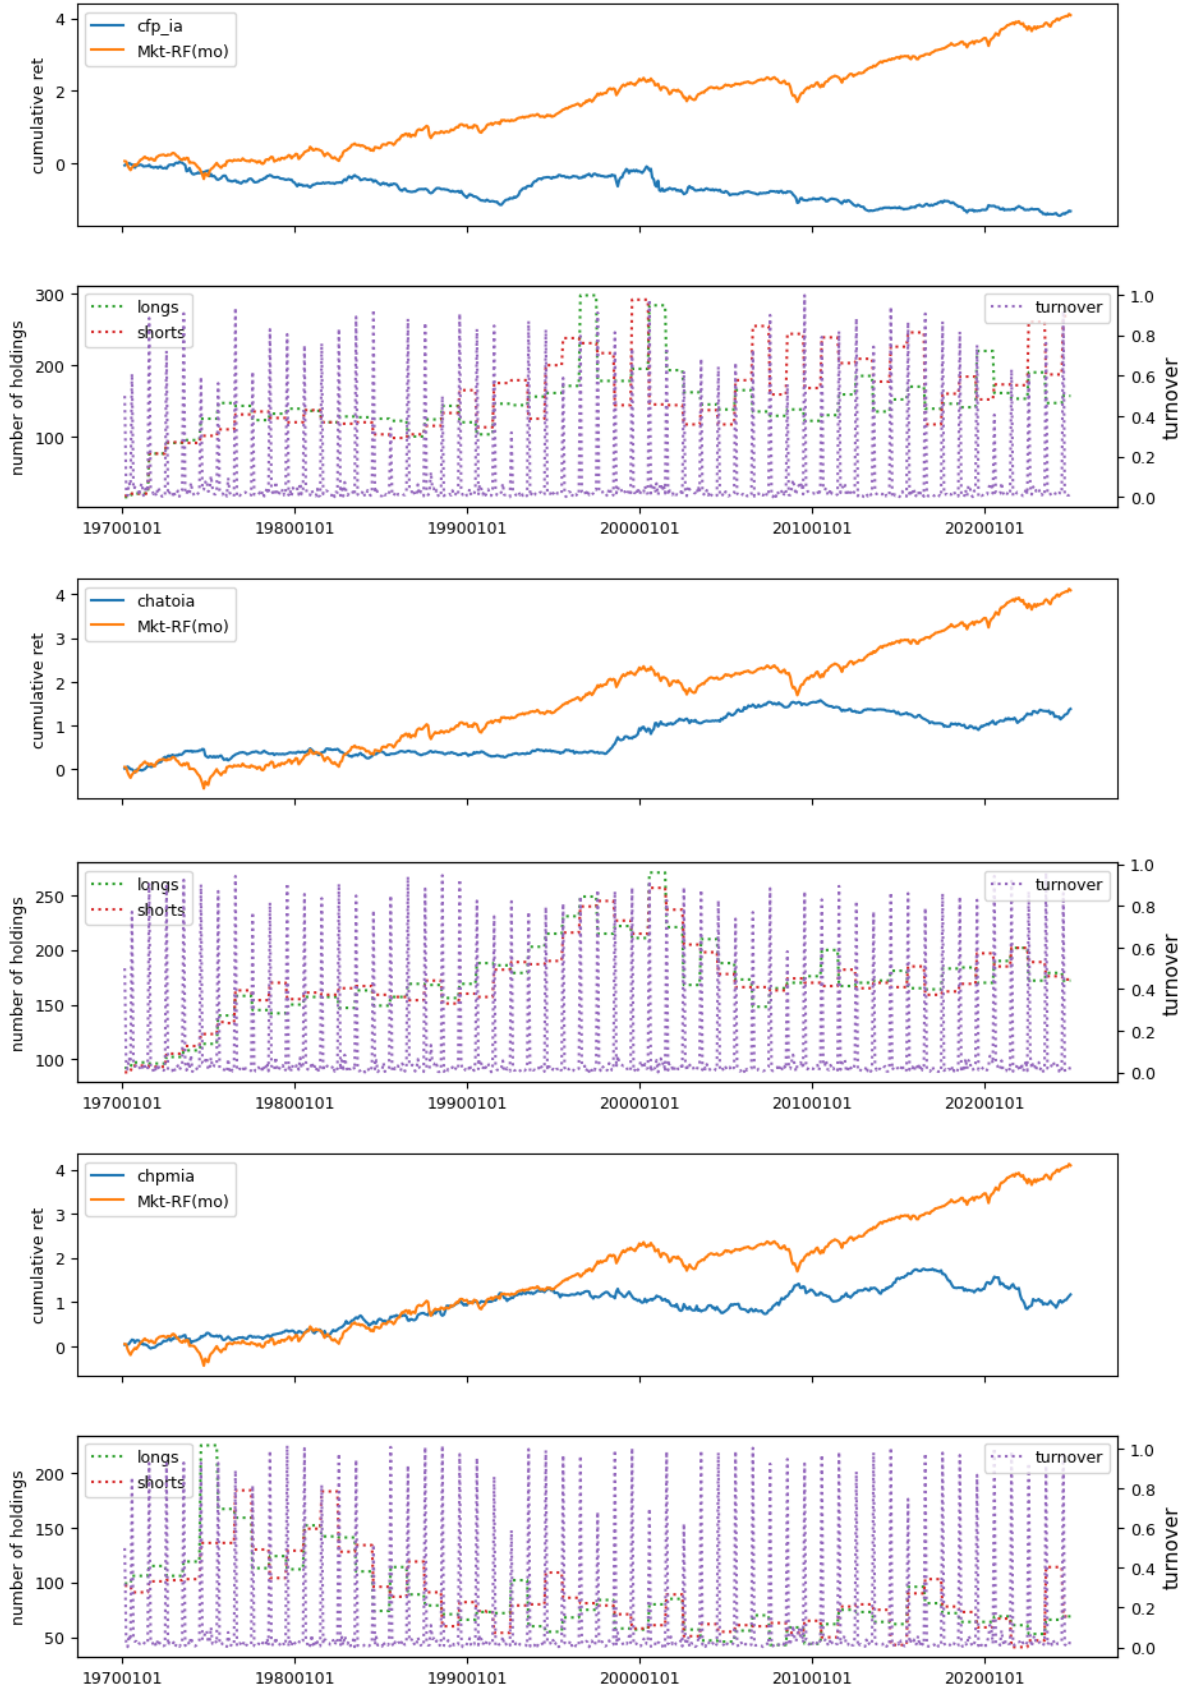 4
2
0
cumulative ret
cfp_ia
Mkt-RF(mo)
300
200
100
number of holdings
longs
shorts
turnover
1.0
0.8
0.6
0.4
0.2
0.0
turnover
19700101
19800101
19900101
20000101
20100101
20200101
4
3
2
1
0
cumulative ret
chatoia
Mkt-RF(mo)
250
200
150
100
number of holdings
longs
shorts
turnover
1.0
0.8
0.6
0.4
0.2
0.0
turnover
19700101
19800101
19900101
20000101
20100101
20200101
4
3
2
1
0
cumulative ret
chpmia
Mkt-RF(mo)
200
150
100
50
number of holdings
longs
shorts
turnover
1.0
0.8
0.6
0.4
0.2
0.0
turnover
19700101
19800101
19900101
20000101
20100101
20200101